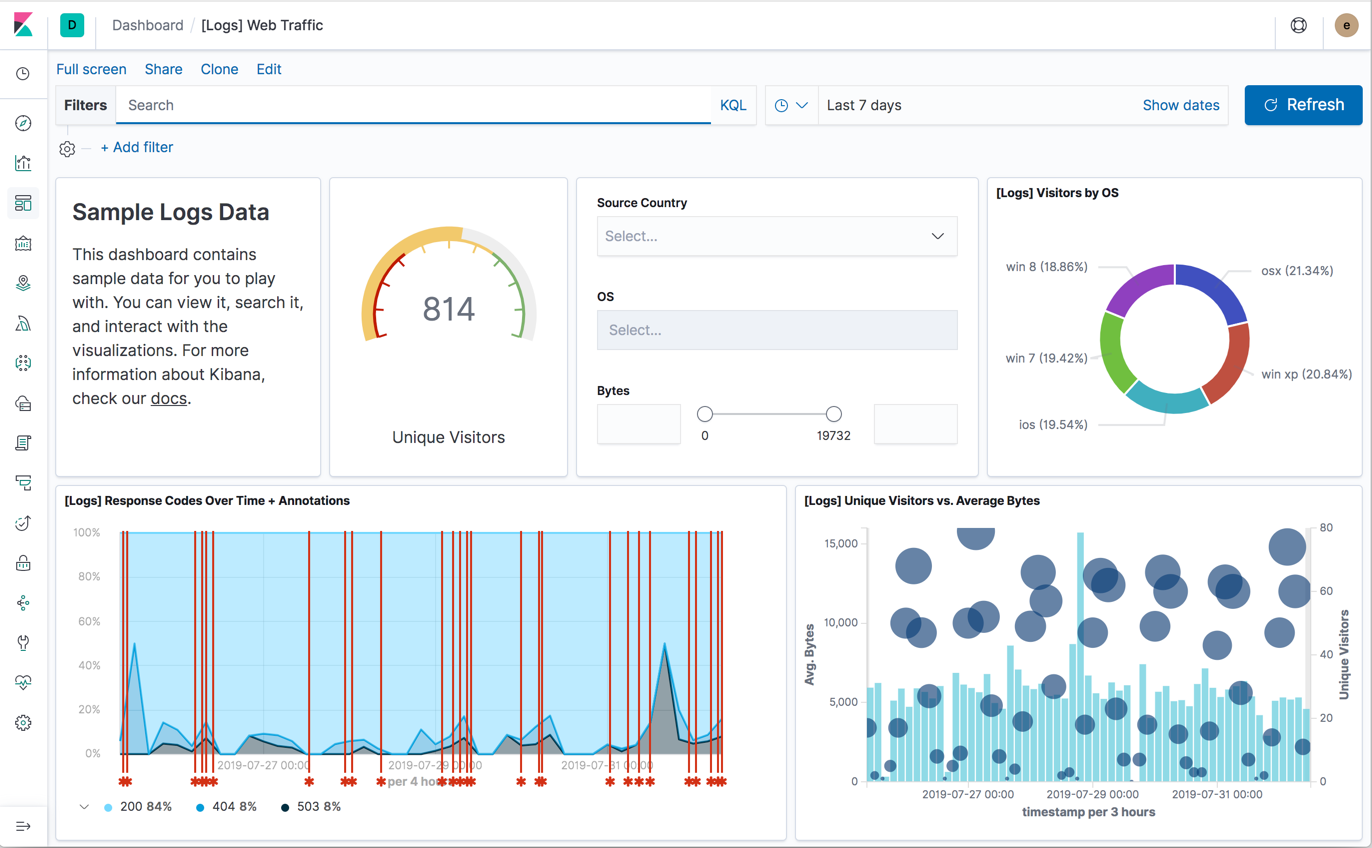 D
Dashboard / [Logs] Web Traffic
e
Full screen Share Clone Edit
Filters Search KQL Last 7 days Show dates Refresh
+ Add filter
Sample Logs Data
This dashboard contains
sample data for you to play
with. You can view it, search it,
and interact with the
visualizations. For more
information about Kibana,
check our docs.
814
Unique Visitors
Source Country
Select...
OS
Select...
Bytes
0 19732
[Logs] Visitors by OS
win 8 (18.86%)
osx (21.34%)
win 7 (19.42%)
win xp (20.84%)
ios (19.54%)
[Logs] Response Codes Over Time + Annotations
100%
80%
60%
40%
20%
0%
2019-07-27 00:00 2019-07-29 00:00 2019-07-31 00:00
per 4 hours
200 84% 404 8% 503 8%
[Logs] Unique Visitors vs. Average Bytes
Avg. Bytes
15,000
10,000
5,000
0
80
60
40
20
0
Unique Visitors
2019-07-27 00:00 2019-07-29 00:00 2019-07-31 00:00
timestamp per 3 hours